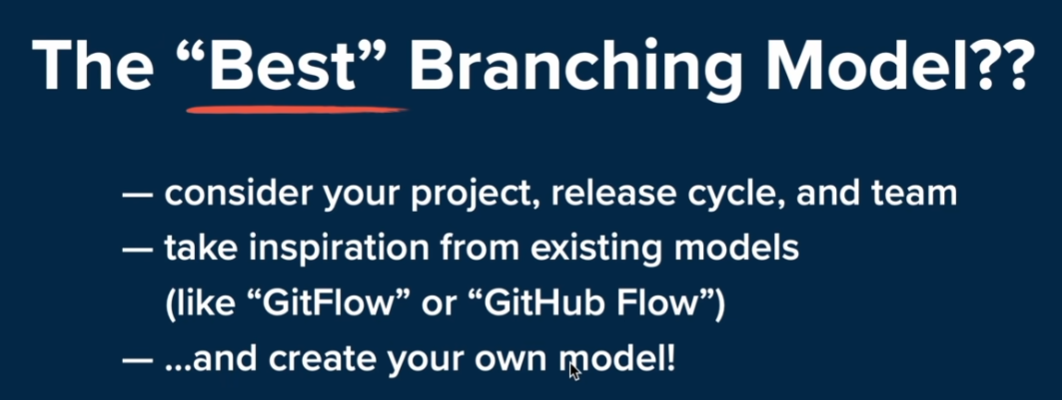 The “Best” Branching Model??
— consider your project, release cycle, and team
— take inspiration from existing models
(like “GitFlow” or “GitHub Flow”)
— ...and create your own model!